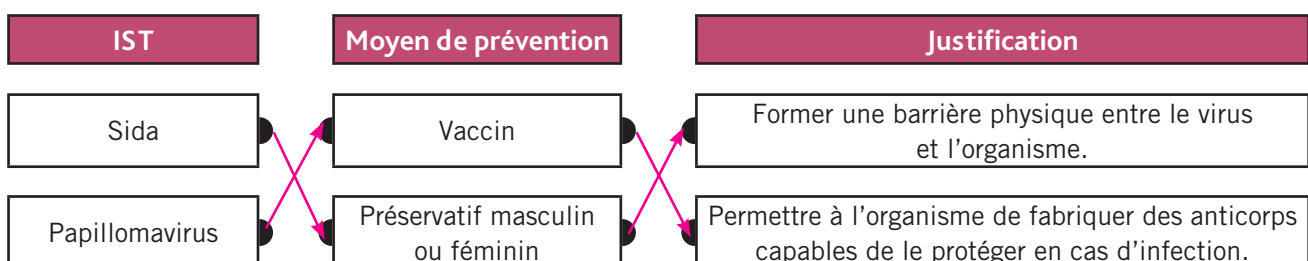 IST
Moyen de prévention
Justification
Sida
Vaccin
Former une barrière physique entre le virus
et l'organisme.
Papillomavirus
Préservatif masculin
ou féminin
Permettre à l'organisme de fabriquer des anticorps
capables de le protéger en cas d'infection.